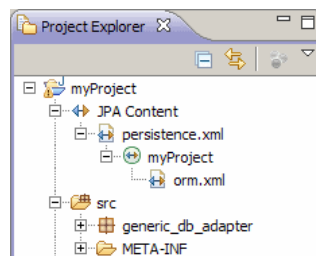 Project Explorer
myProject
JPA Content
persistence.xml
myProject
orm.xml
src
generic_db_adapter
META-INF